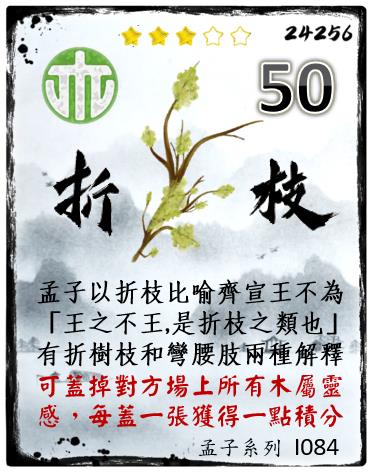 24256
木
50
折枝
孟子以折枝比喻齊宣王不為
「王之不王,是折枝之類也」
有折樹枝和彎腰肢兩種解釋
可蓋掉對方場上所有木屬靈
感，每蓋一張獲得一點積分
孟子系列 I084